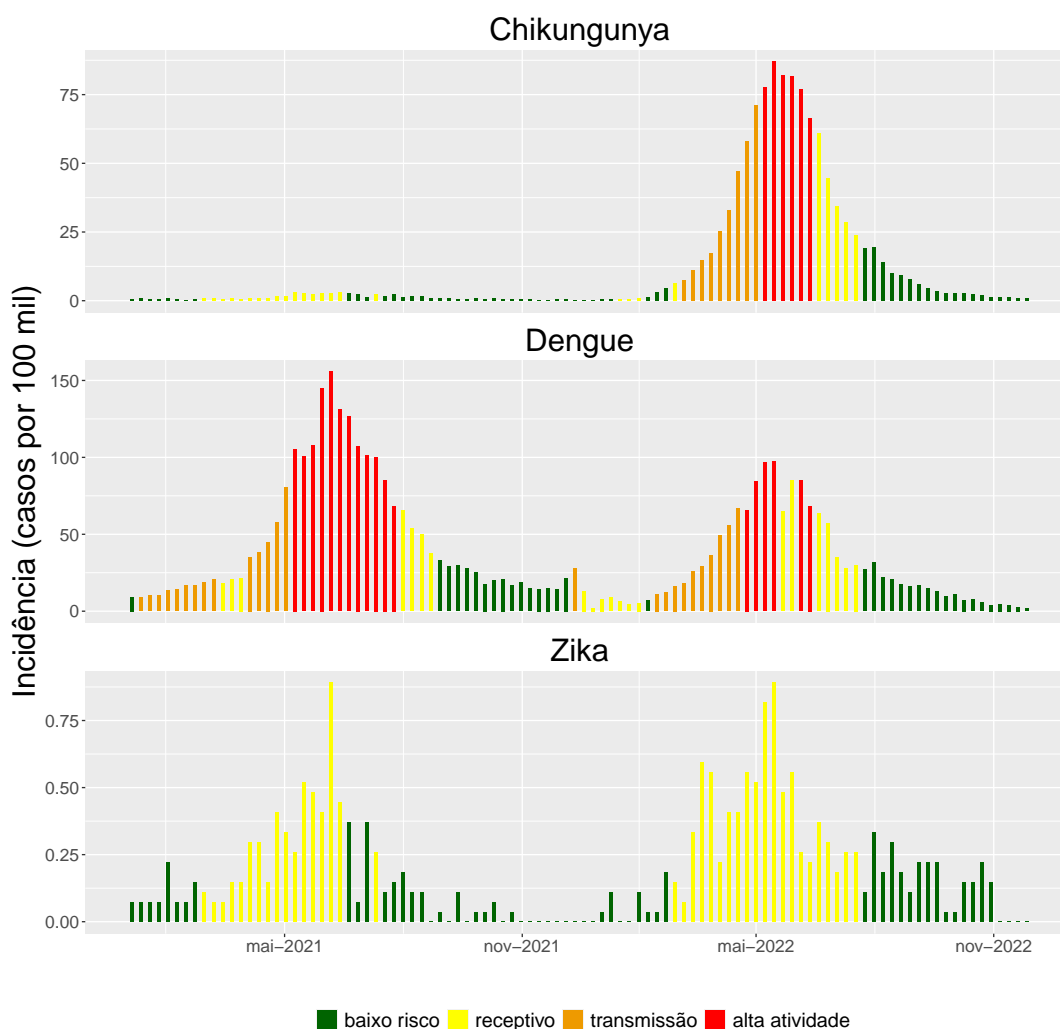 Chikungunya
75
50
25
0
Dengue
150
100
50
0
Zika
0.75
0.50
0.25
0.00
Incidência (casos por 100 mil)
mai−2021 nov−2021 mai−2022 nov−2022
baixo risco receptivo transmissão alta atividade